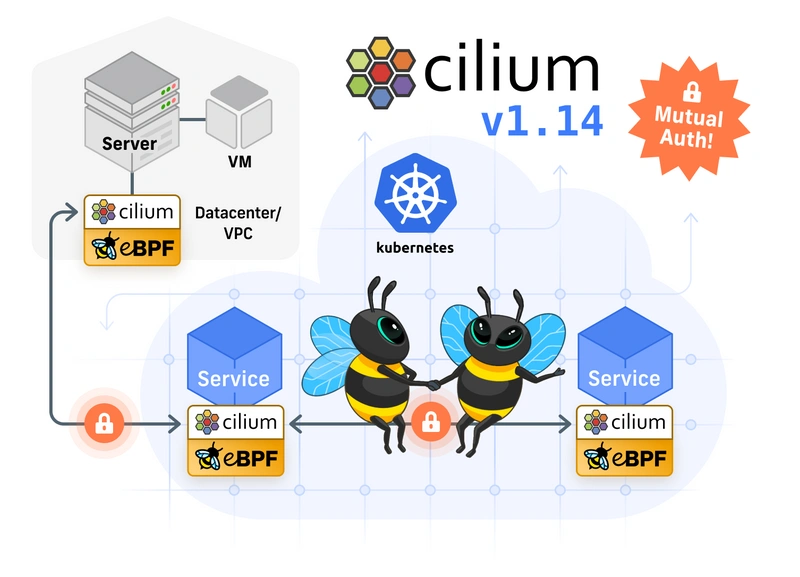 cilium
v1.14
Mutual
Auth!
Server
VM
cilium
eBPF
Datacenter/
VPC
kubernetes
Service
cilium
eBPF
Service
cilium
eBPF